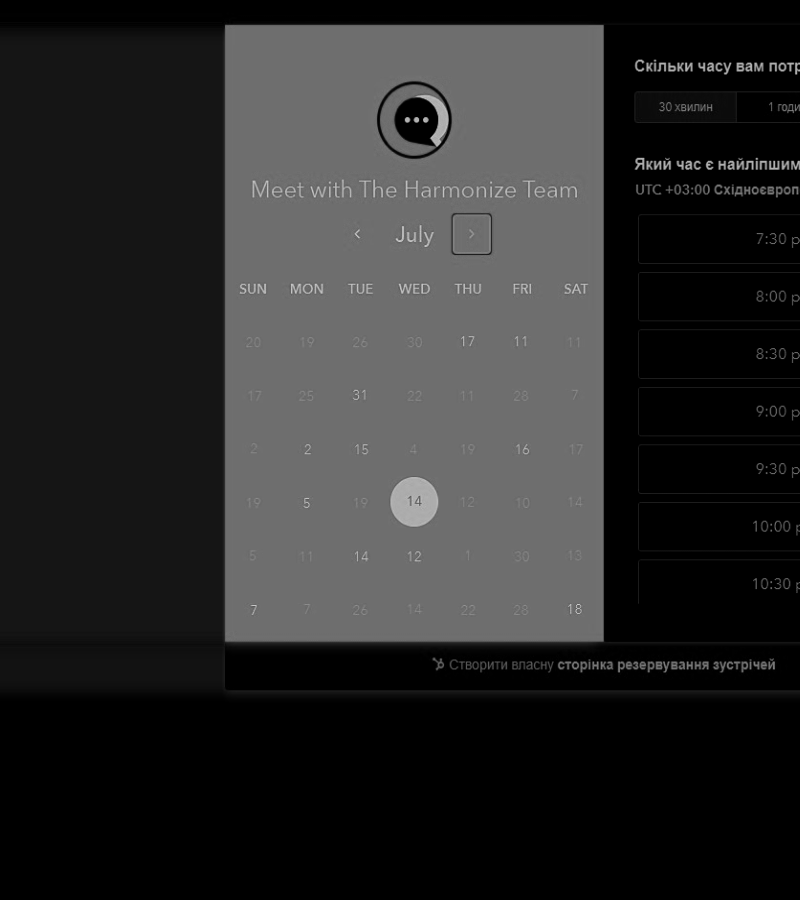 Meet with The Harmonize Team
July
SUN MON TUE WED THU FRI SAT
20 19 26 30 17 11 11
17 25 31 22 11 28 7
2 2 15 4 19 16 17
19 5 19 14 12 10 14
5 11 14 12 1 30 13
7 7 26 14 22 28 18
Скільки часу вам
30 хвилин 1
Який час є найліпшим
UTC +03:00
7:30
8:00
8:30
9:00
9:30
10:00
10:30
Створити власну сторінка резервування зустрічей